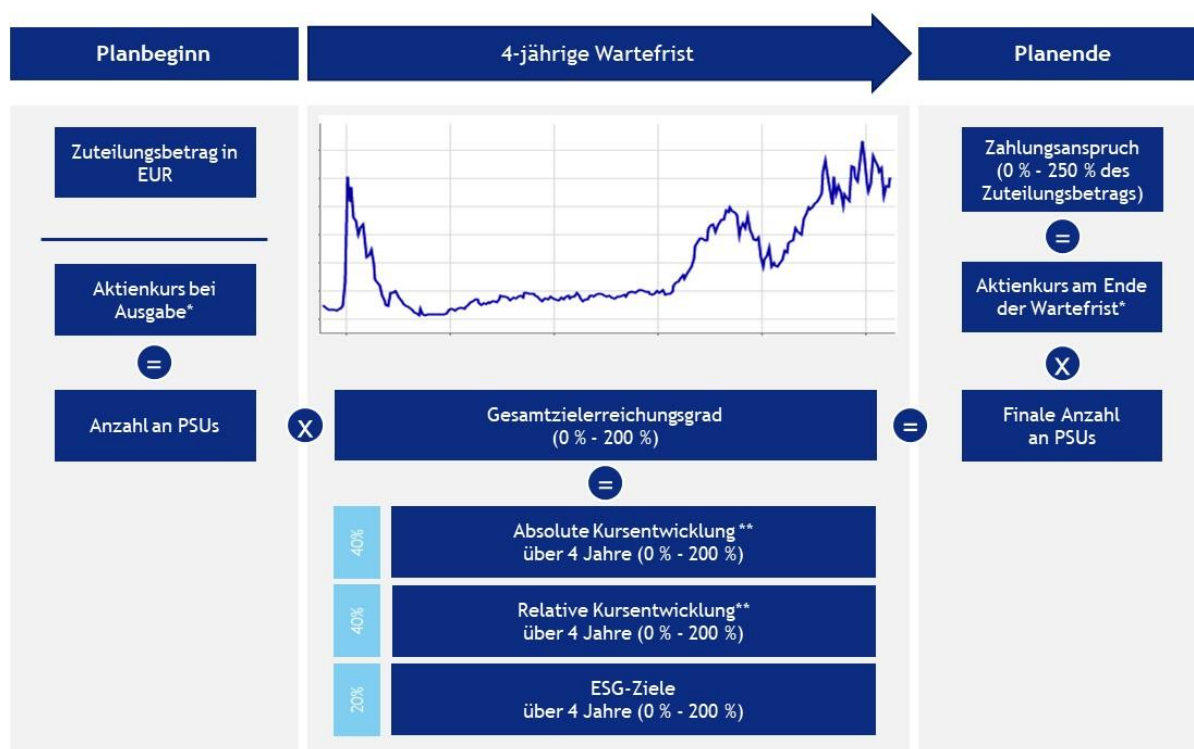 Planbeginn
4-jährige Wartefrist
Planende
Zuteilungsbetrag in
EUR
Aktienkurs bei
Ausgabe*
=
Anzahl an PSUs
x
Gesamtzielerreichungsgrad
(0 % - 200 %)
=
40%
Absolute Kursentwicklung **
über 4 Jahre (0 % - 200 %)
40%
Relative Kursentwicklung**
über 4 Jahre (0 % - 200 %)
20%
ESG-Ziele
über 4 Jahre (0 % - 200 %)
=
Zahlungsanspruch
(0 % - 250 % des
Zuteilungsbetrags)
=
Aktienkurs am Ende
der Wartefrist*
x
Finale Anzahl
an PSUs